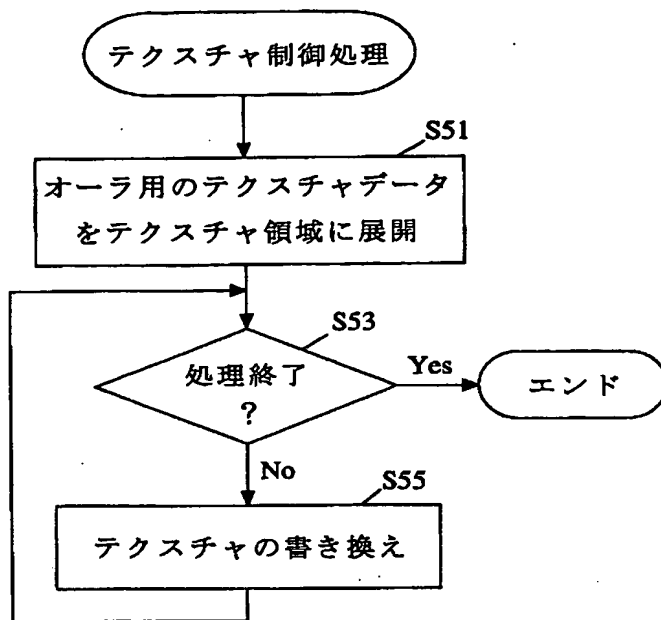 テクスチャ制御処理
S51
オーラ用のテクスチャデータ
をテクスチャ領域に展開
S53
処理終了
?
Yes
エンド
No
S55
テクスチャの書き換え